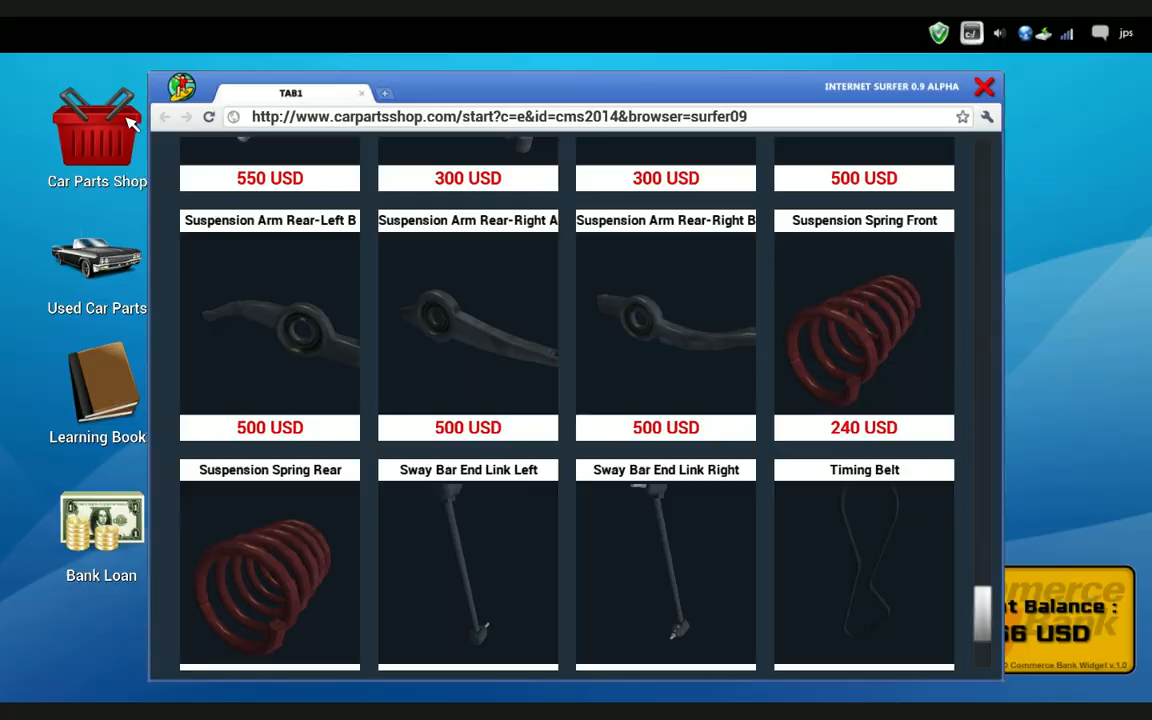 jps
TAB1
INTERNET SURFER 0.9 ALPHA
http://www.carpartsshop.com/start?c=e&id=cms2014&browser=surfer09
Car Parts Shop
Used Car Parts
Learning Book
Bank Loan
550 USD
300 USD
300 USD
500 USD
Suspension Arm Rear-Left B
Suspension Arm Rear-Right A
Suspension Arm Rear-Right B
Suspension Spring Front
500 USD
500 USD
500 USD
240 USD
Suspension Spring Rear
Sway Bar End Link Left
Sway Bar End Link Right
Timing Belt
t Balance :
6 USD
Commerce Bank Widget v.1.0